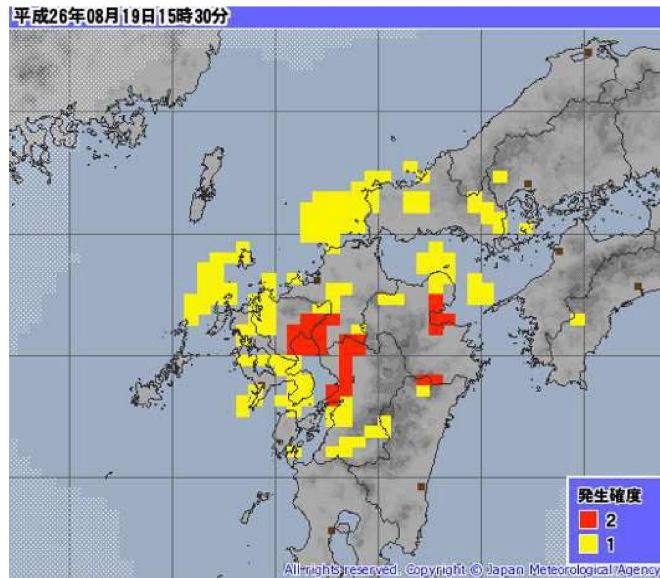 平成26年08月19日15時30分
発生確度
2
1
All rights reserved. Copyright © Japan Meteorological Agency